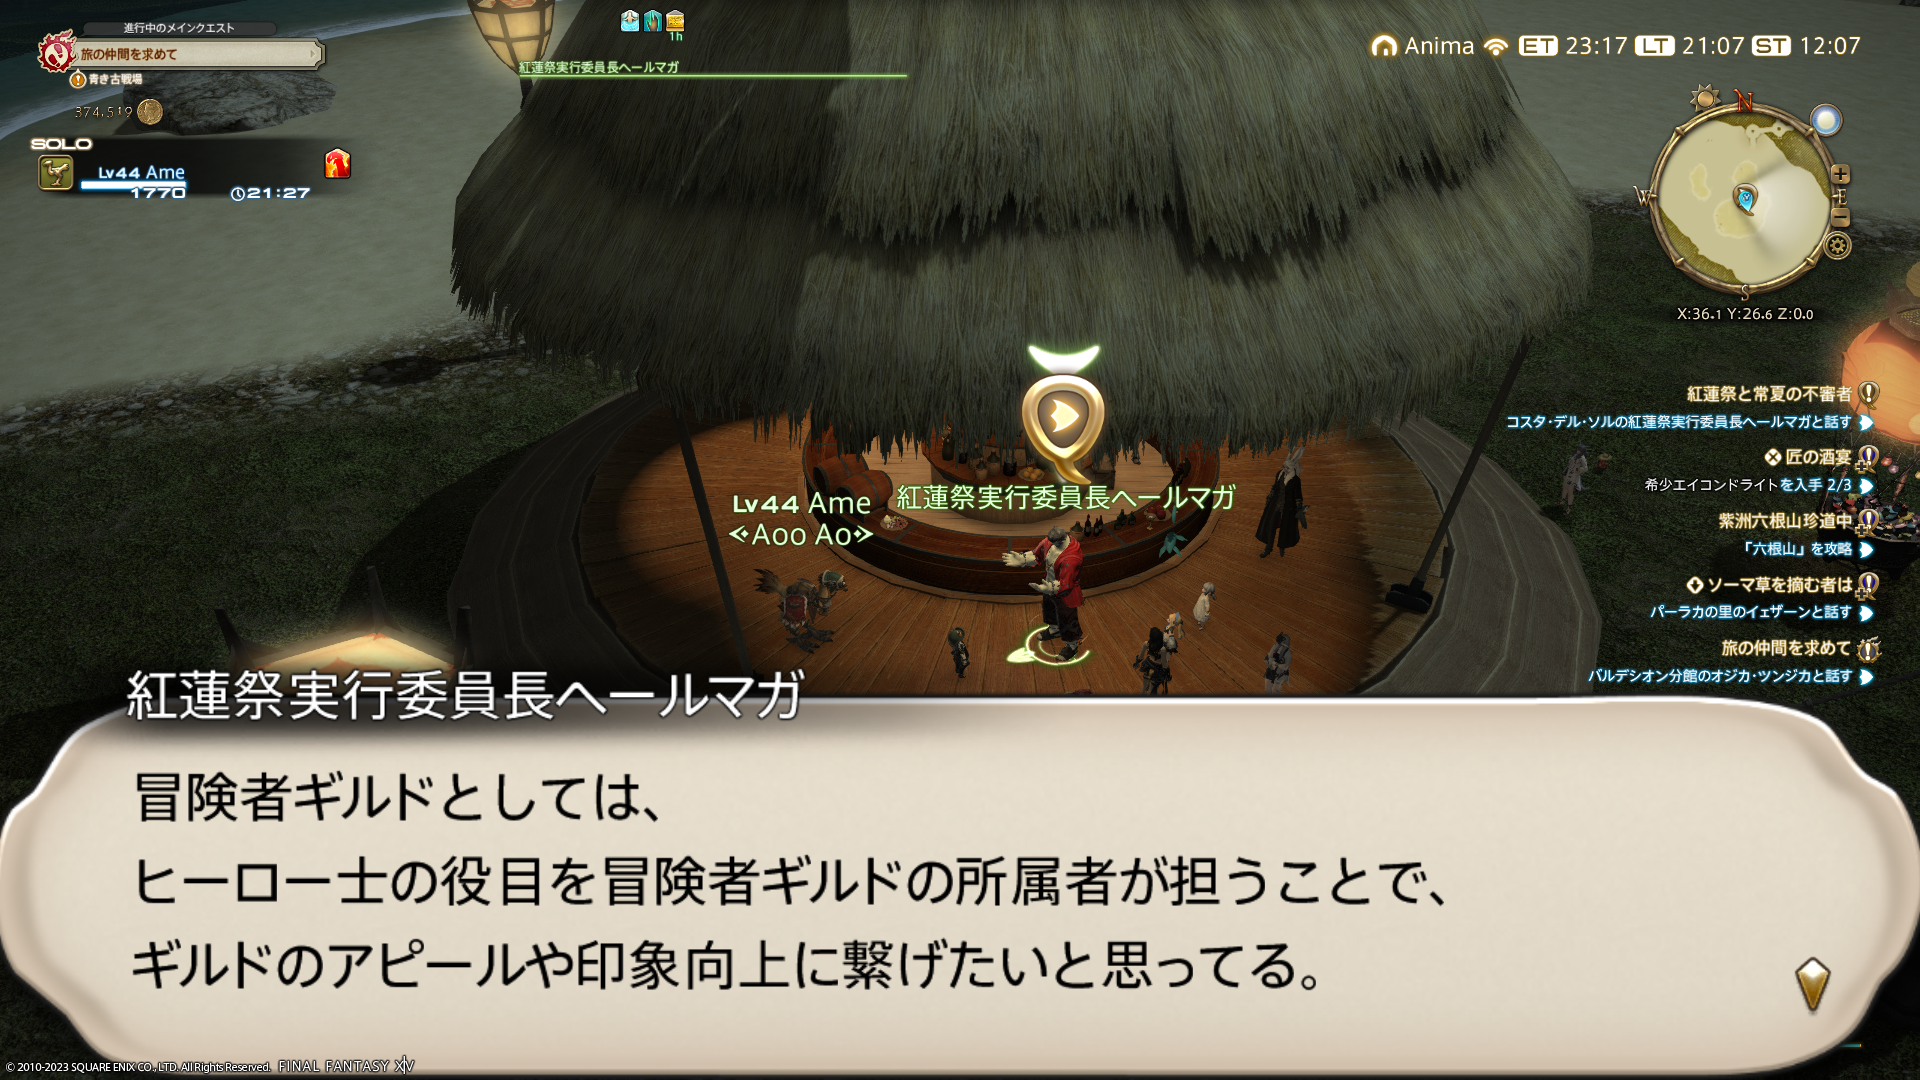 進行中のメインクエスト
旅の仲間を求めて
青き古戦場
374,519
SOLO
Lv44 Ame
1770
21:27
1h
紅蓮祭実行委員長ヘールマガ
Anima ET 23:17 LT 21:07 ST 12:07
N
W
E
S
X:36.1 Y:26.6 Z:0.0
紅蓮祭と常夏の不審者
コスタ・デル・ソルの紅蓮祭実行委員長ヘールマガと話す
匠の酒宴
希少エイコンドライトを入手 2/3
紫洲六根山珍道中
「六根山」を攻略
ソーマ草を摘む者は
パーラカの里のイェザーンと話す
旅の仲間を求めて
バルデシオン分館のオジカ・ツンジカと話す
Lv44 Ame
Aoo Ao
紅蓮祭実行委員長ヘールマガ
紅蓮祭実行委員長ヘールマガ
冒険者ギルドとしては、
ヒーロー士の役目を冒険者ギルドの所属者が担うことで、
ギルドのアピールや印象向上に繋げたいと思ってる。
© 2010-2023 SQUARE ENIX CO., LTD. All Rights Reserved. FINAL FANTASY XIV